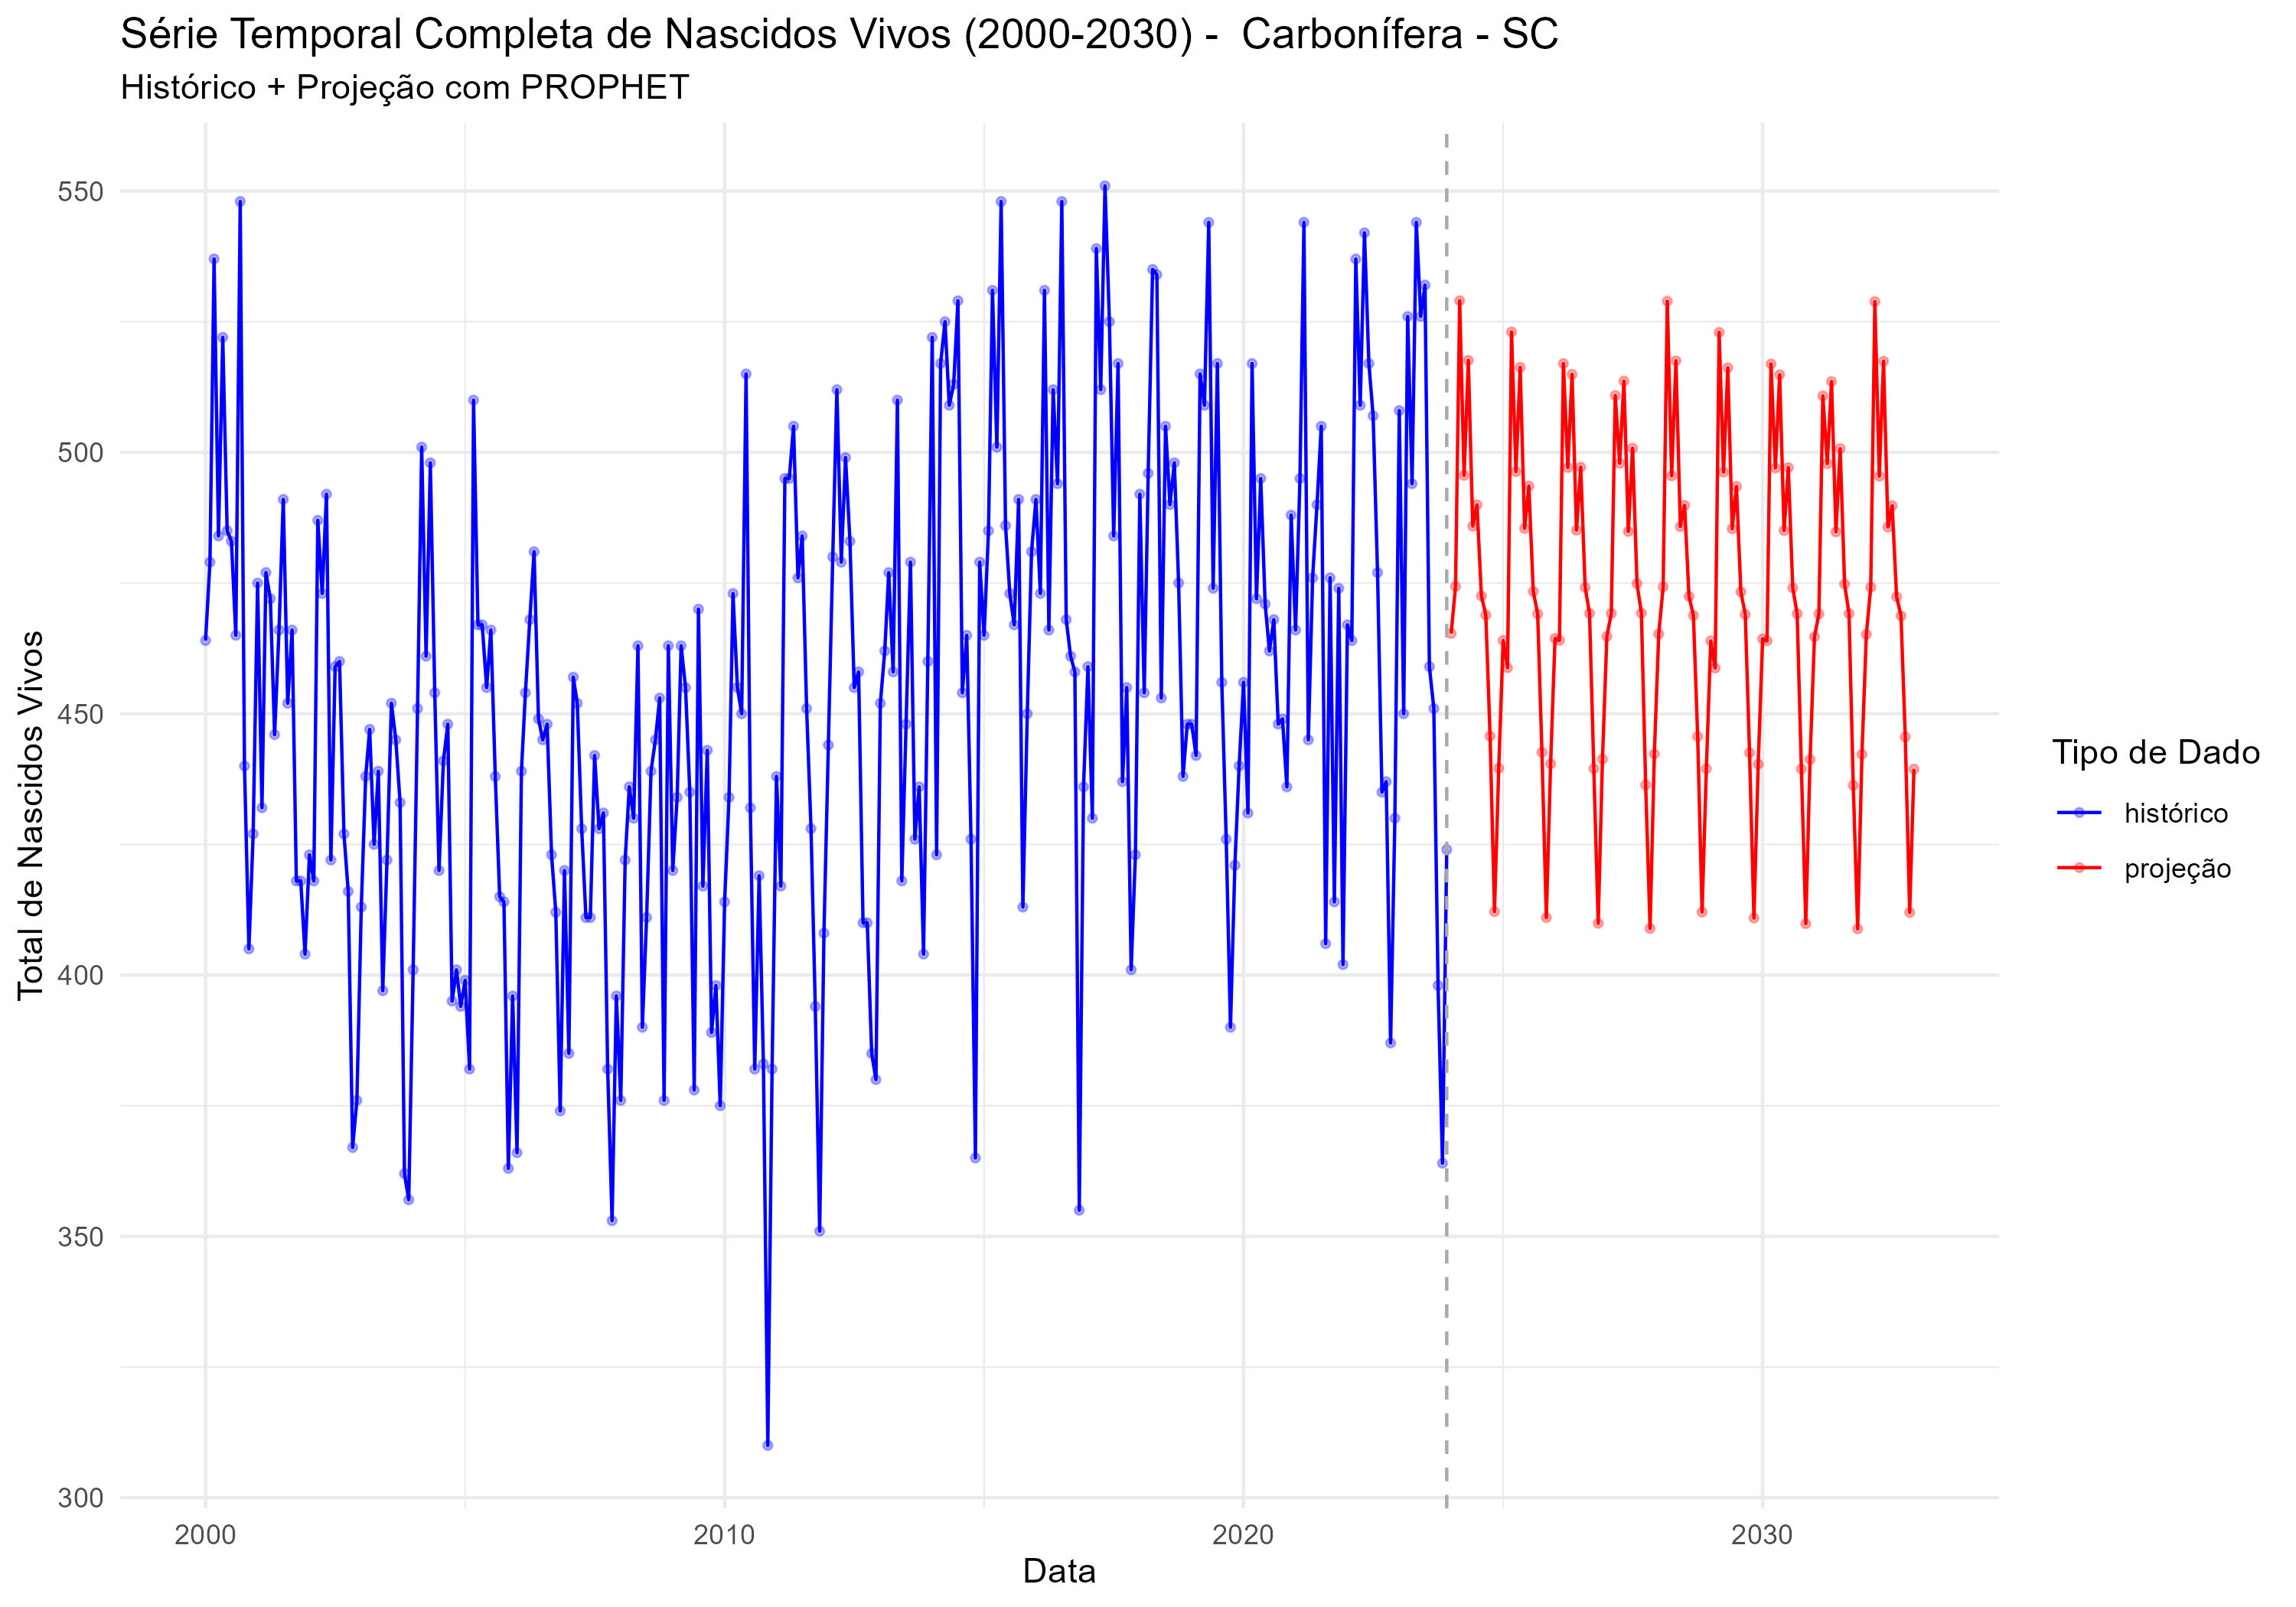 Série Temporal Completa de Nascidos Vivos (2000-2030) -  Carbonífera - SC
Histórico + Projeção com PROPHET
Total de Nascidos Vivos
550
500
450
400
350
300
2000
2010
2020
2030
Data
Tipo de Dado
histórico
projeção